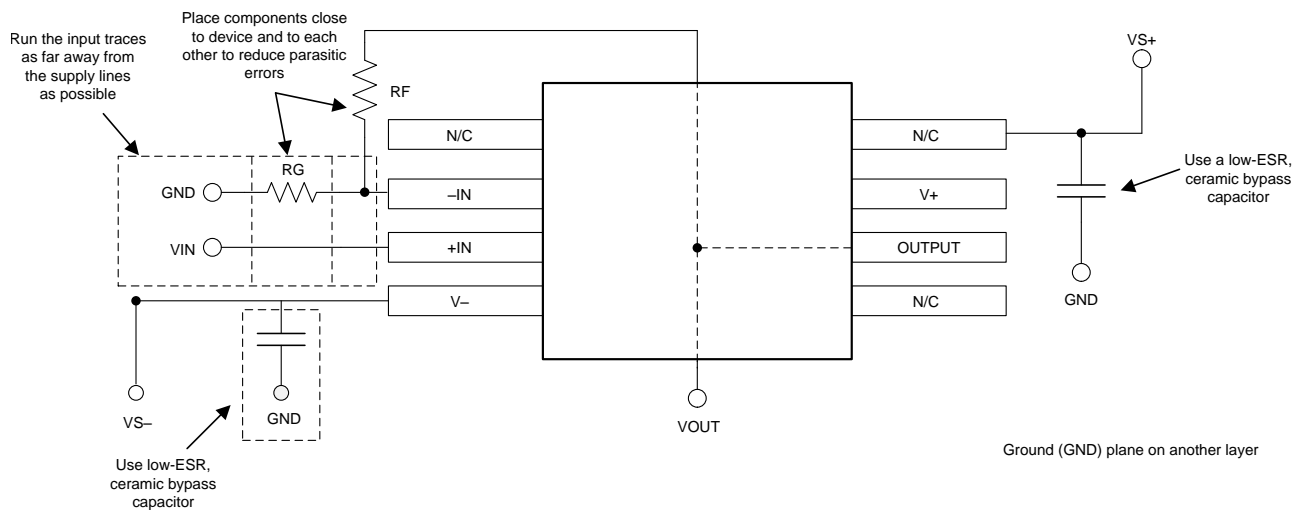 Place components close
to device and to each
other to reduce parasitic
errors
Run the input traces
as far away from
the supply lines
as possible
VS+
RF
N/C
N/C
Use a low-ESR,
ceramic bypass
capacitor
RG
GND
–IN
V+
VIN
+IN
OUTPUT
V–
N/C
GND
VS–
GND
VOUT
Ground (GND) plane on another layer
Use low-ESR,
ceramic bypass
capacitor